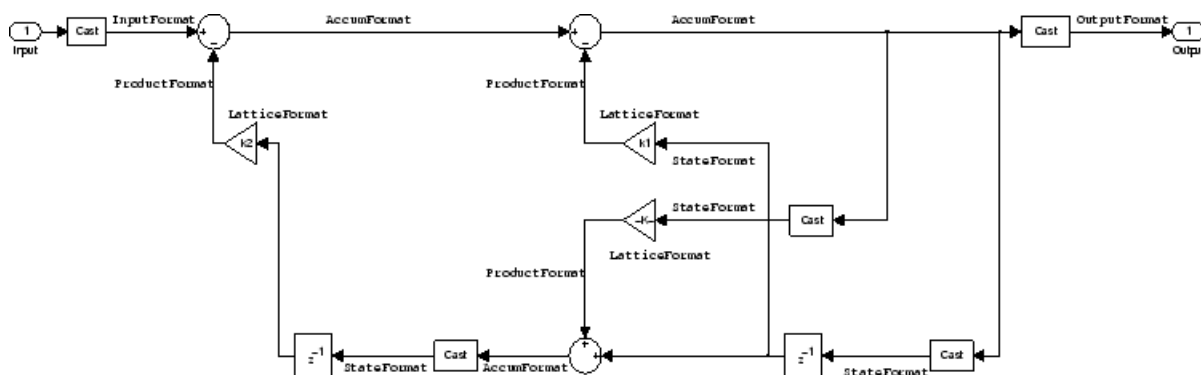 InputFormat
AccumFormat
AccumFormat
OutputFormat
1
Cast
+
+
Cast
1
Input
-
-
Output
ProductFormat
ProductFormat
LatticeFormat
LatticeFormat
k2
k1
StateFormat
StateFormat
-K-
Cast
LatticeFormat
ProductFormat
+
z⁻¹
Cast
+
z⁻¹
Cast
StateFormat
AccumFormat
StateFormat